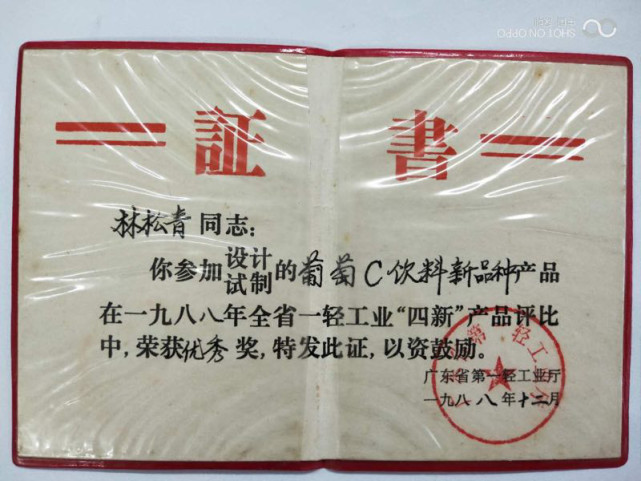 SHOT ON OPPO
証書
林松青同志：
你参加设计试制的葡萄C饮料新品种产品
在一九八八年全省一轻工业“四新”产品评比
中，荣获优秀奖，特发此证，以资鼓励。
广东省第一轻工业厅
一九八八年十二月